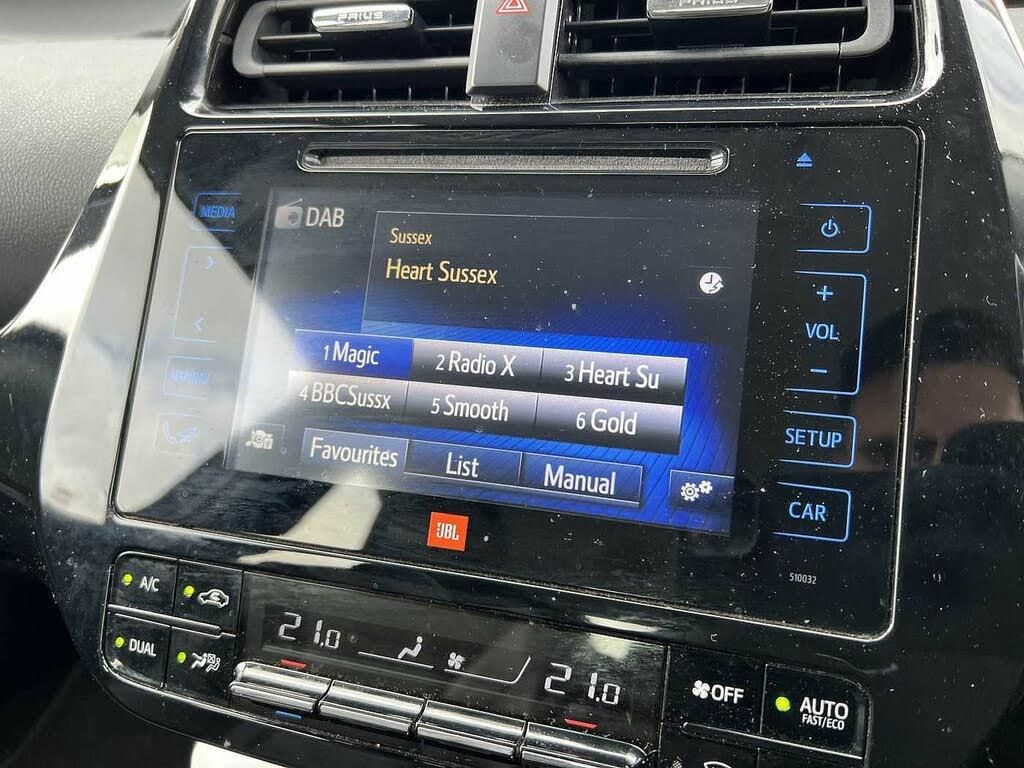 PRIUS
PRIUS
MEDIA
DAB
Sussex
Heart Sussex
1 Magic
2 Radio X
3 Heart Su
4 BBCSussx
5 Smooth
6 Gold
Favourites
List
Manual
+
VOL
−
SETUP
CAR
JBL
510032
A/C
DUAL
21.0
21.0
OFF
AUTO
FAST/ECO